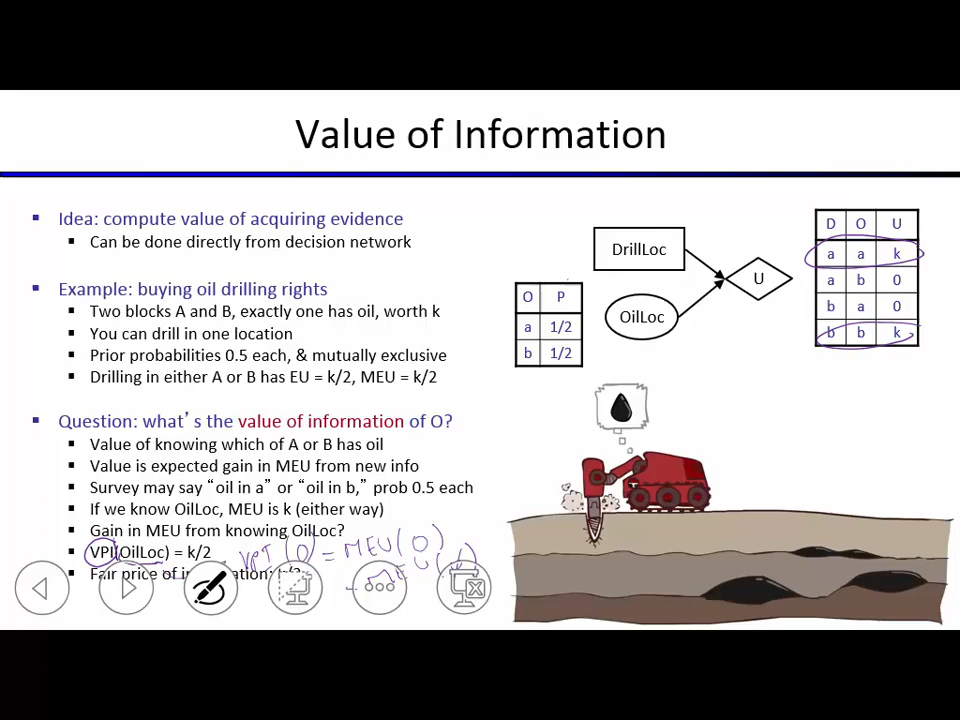 Value of Information
Idea: compute value of acquiring evidence
Can be done directly from decision network
Example: buying oil drilling rights
Two blocks A and B, exactly one has oil, worth k
You can drill in one location
Prior probabilities 0.5 each, & mutually exclusive
Drilling in either A or B has EU = k/2, MEU = k/2
Question: what's the value of information of O?
Value of knowing which of A or B has oil
Value is expected gain in MEU from new info
Survey may say “oil in a” or “oil in b,” prob 0.5 each
If we know OilLoc, MEU is k (either way)
Gain in MEU from knowing OilLoc?
VPI(OilLoc) = k/2
Fair price of
VPI(O) = MEU(O)
- MEU
O P
a 1/2
b 1/2
DrillLoc
OilLoc
U
D O U
a a k
a b 0
b a 0
b b k